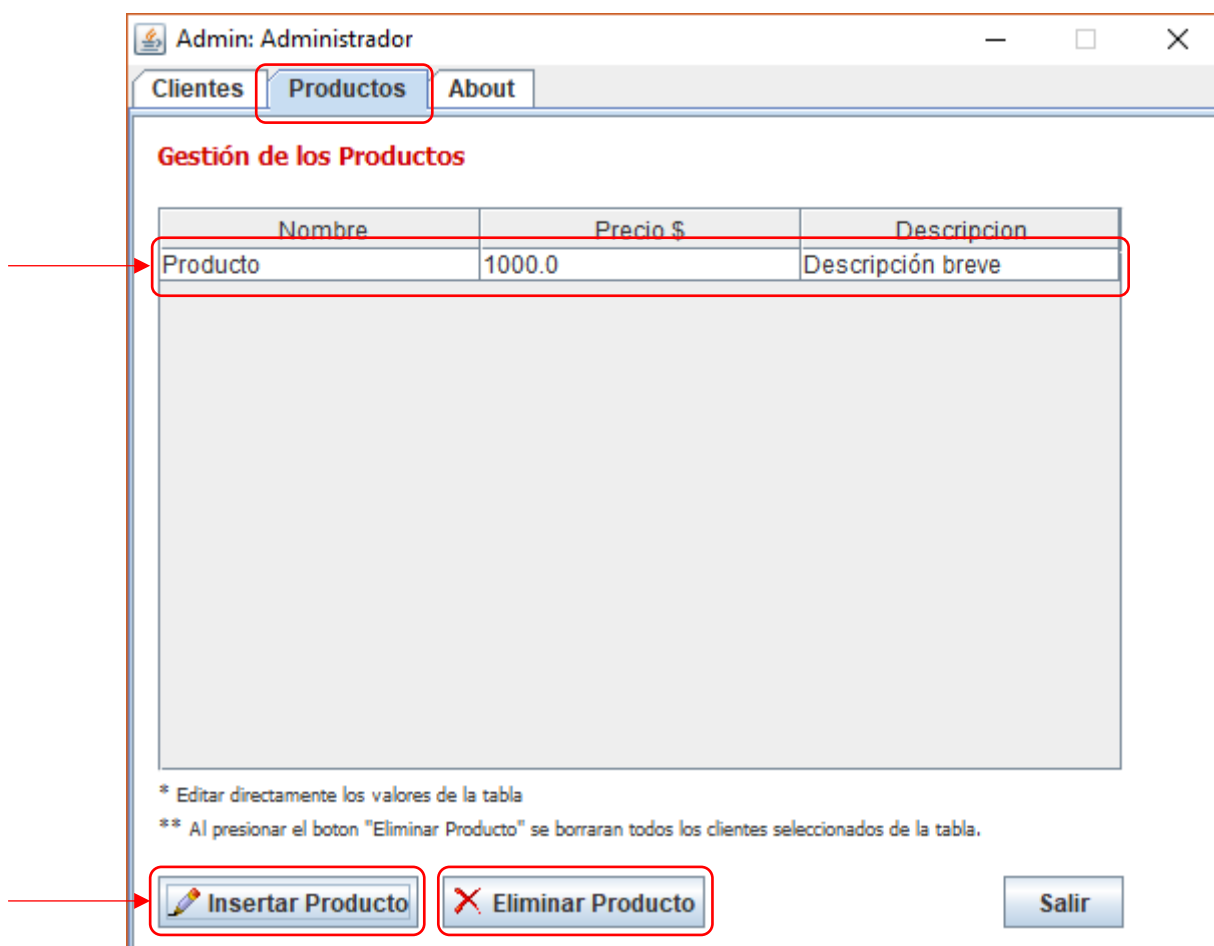 Admin: Administrador
Clientes Productos About
Gestión de los Productos
Nombre Precio $ Descripcion
Producto 1000.0 Descripción breve
* Editar directamente los valores de la tabla
** Al presionar el boton "Eliminar Producto" se borraran todos los clientes seleccionados de la tabla.
Insertar Producto Eliminar Producto Salir